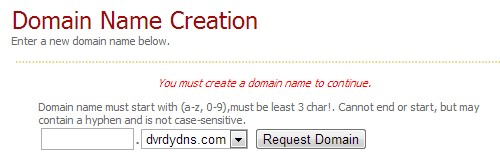 Domain Name Creation
Enter a new domain name below.
You must create a domain name to continue.
Domain name must start with (a-z, 0-9),must be least 3 char!. Cannot end or start, but may
contain a hyphen and is not case-sensitive.
. dvrdydns.com Request Domain